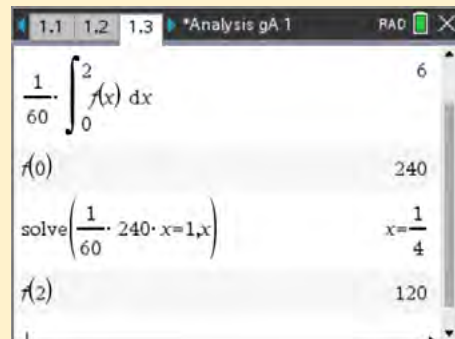 1.1 1.2 1.3 *Analysis gA 1 RAD
1/60 · ∫₀² f(x) dx 6
f(0) 240
solve(1/60 · 240 · x=1,x) x=1/4
f(2) 120